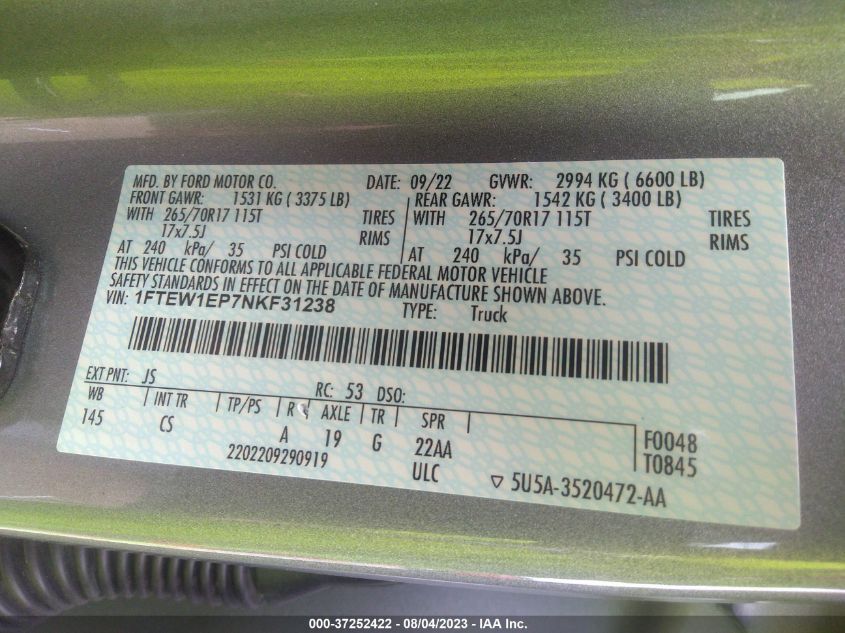 MFD. BY FORD MOTOR CO. DATE: 09/22 GVWR: 2994 KG ( 6600 LB)
FRONT GAWR: 1531 KG ( 3375 LB) REAR GAWR: 1542 KG ( 3400 LB)
WITH 265/70R17 115T TIRES WITH 265/70R17 115T TIRES
17x7.5J RIMS 17x7.5J RIMS
AT 240 kPa/ 35 PSI COLD AT 240 kPa/ 35 PSI COLD
THIS VEHICLE CONFORMS TO ALL APPLICABLE FEDERAL MOTOR VEHICLE
SAFETY STANDARDS IN EFFECT ON THE DATE OF MANUFACTURE SHOWN ABOVE.
VIN: 1FTEW1EP7NKF31238 TYPE: Truck
EXT PNT: JS RC: 53 DSO:
WB INT TR TP/PS R AXLE TR SPR
145 CS A 19 G 22AA F0048
2202209290919 ULC T0845
5U5A-3520472-AA
000-37252422 - 08/04/2023 - IAA Inc.